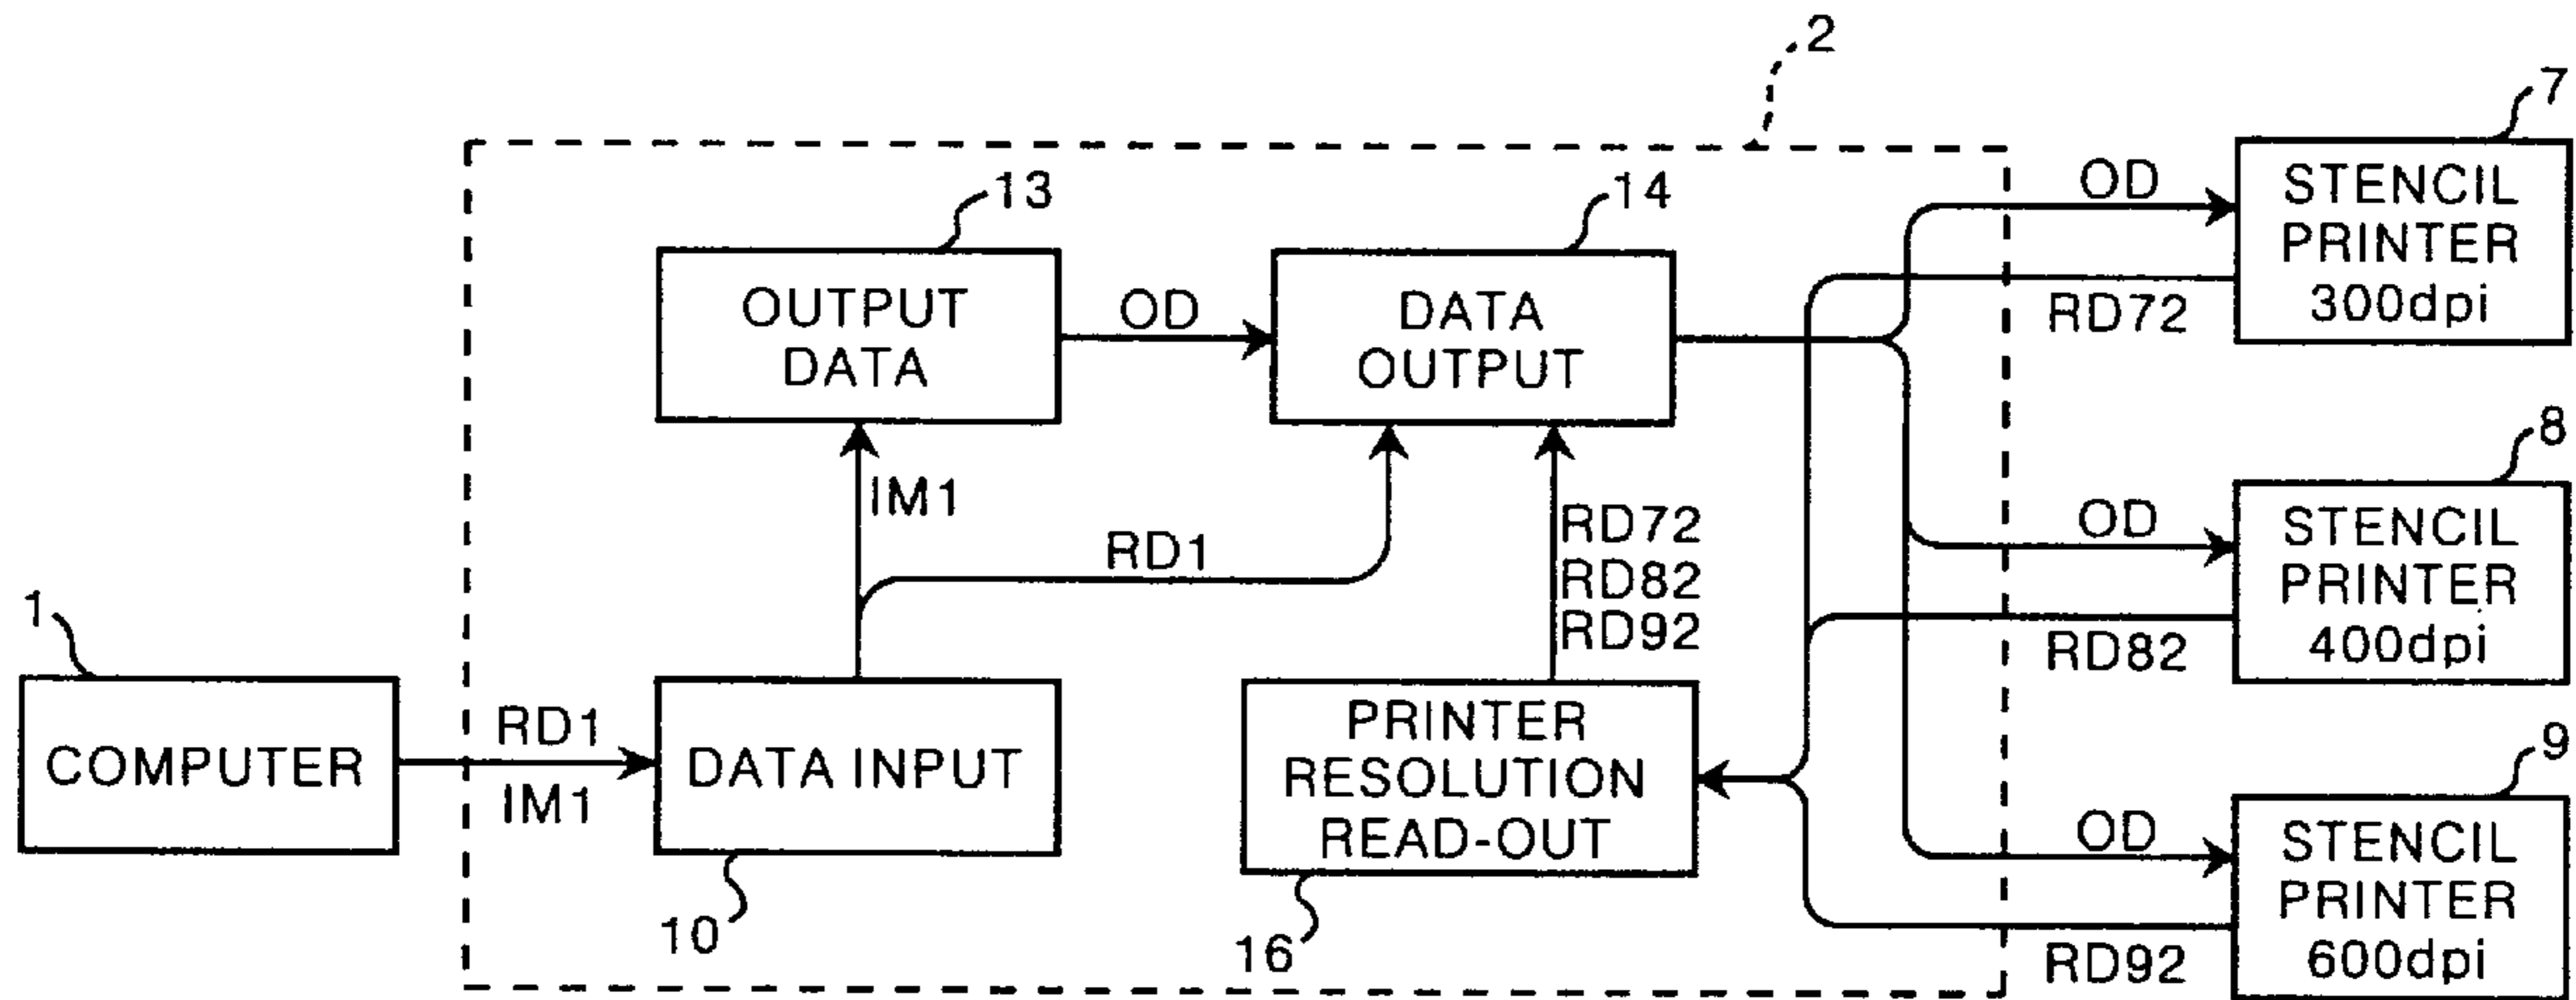 2
7
13
14
OD
STENCIL
PRINTER
300dpi
OUTPUT
DATA
OD
DATA
OUTPUT
RD72
8
IM1
RD1
RD72
RD82
RD92
OD
STENCIL
PRINTER
400dpi
RD82
1
COMPUTER
RD1
IM1
DATA INPUT
10
PRINTER
RESOLUTION
READ-OUT
16
9
OD
STENCIL
PRINTER
600dpi
RD92